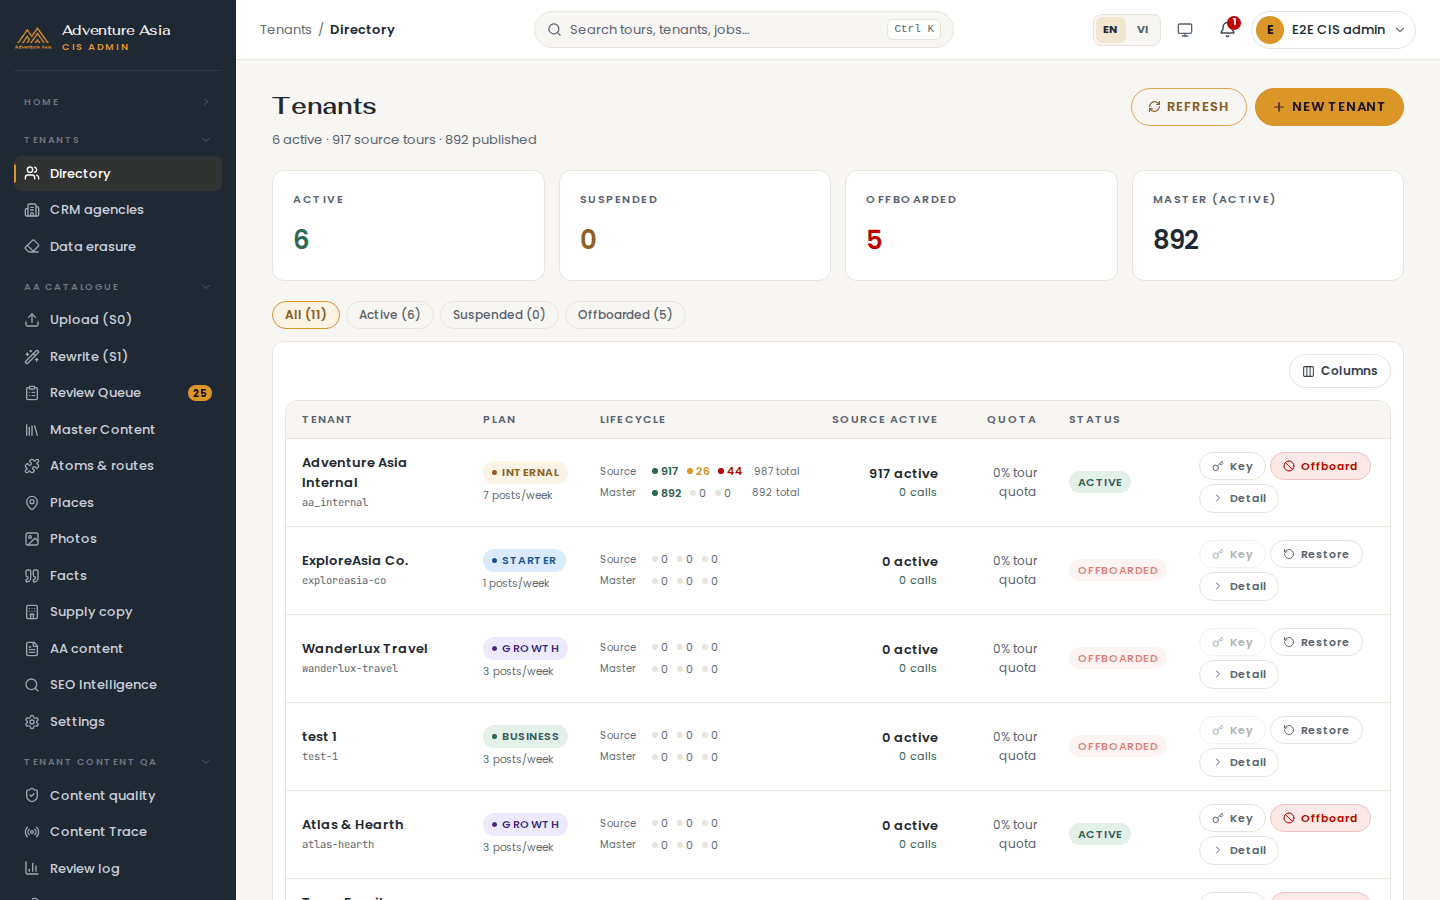 Adventure Asia
CIS ADMIN
Adventure Asia
HOME
TENANTS
Directory
CRM agencies
Data erasure
AA CATALOGUE
Upload (S0)
Rewrite (S1)
Review Queue 25
Master Content
Atoms & routes
Places
Photos
Facts
Supply copy
AA content
SEO Intelligence
Settings
TENANT CONTENT QA
Content quality
Content Trace
Review log
Tenants / Directory
Search tours, tenants, jobs... Ctrl K
EN VI
1
E E2E CIS admin
Tenants
6 active · 917 source tours · 892 published
REFRESH
NEW TENANT
ACTIVE
6
SUSPENDED
0
OFFBOARDED
5
MASTER (ACTIVE)
892
All (11) Active (6) Suspended (0) Offboarded (5)
Columns
TENANT PLAN LIFECYCLE SOURCE ACTIVE QUOTA STATUS
Adventure Asia Internal
aa_internal
INTERNAL
7 posts/week
Source 917 26 44 987 total
Master 892 0 0 892 total
917 active
0 calls
0% tour quota
ACTIVE
Key Offboard
Detail
ExploreAsia Co.
exploreasia-co
STARTER
1 posts/week
Source 0 0 0
Master 0 0 0
0 active
0 calls
0% tour quota
OFFBOARDED
Key Restore
Detail
WanderLux Travel
wanderlux-travel
GROWTH
3 posts/week
Source 0 0 0
Master 0 0 0
0 active
0 calls
0% tour quota
OFFBOARDED
Key Restore
Detail
test 1
test-1
BUSINESS
3 posts/week
Source 0 0 0
Master 0 0 0
0 active
0 calls
0% tour quota
OFFBOARDED
Key Restore
Detail
Atlas & Hearth
atlas-hearth
GROWTH
3 posts/week
Source 0 0 0
Master 0 0 0
0 active
0 calls
0% tour quota
ACTIVE
Key Offboard
Detail